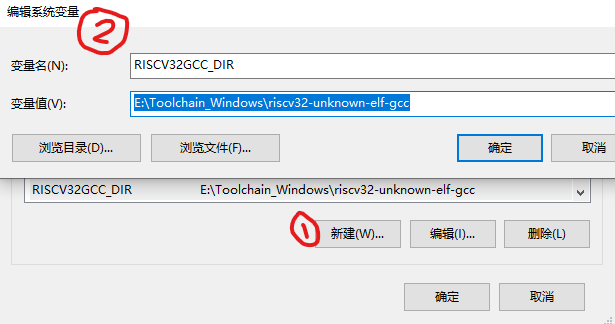 编辑系统变量
2
变量名(N): RISCV32GCC_DIR
变量值(V): E:\Toolchain_Windows\riscv32-unknown-elf-gcc
浏览目录(D)... 浏览文件(F)... 确定 取消
RISCV32GCC_DIR E:\Toolchain_Windows\riscv32-unknown-elf-gcc
1 新建(W)... 编辑(I)... 删除(L)
确定 取消